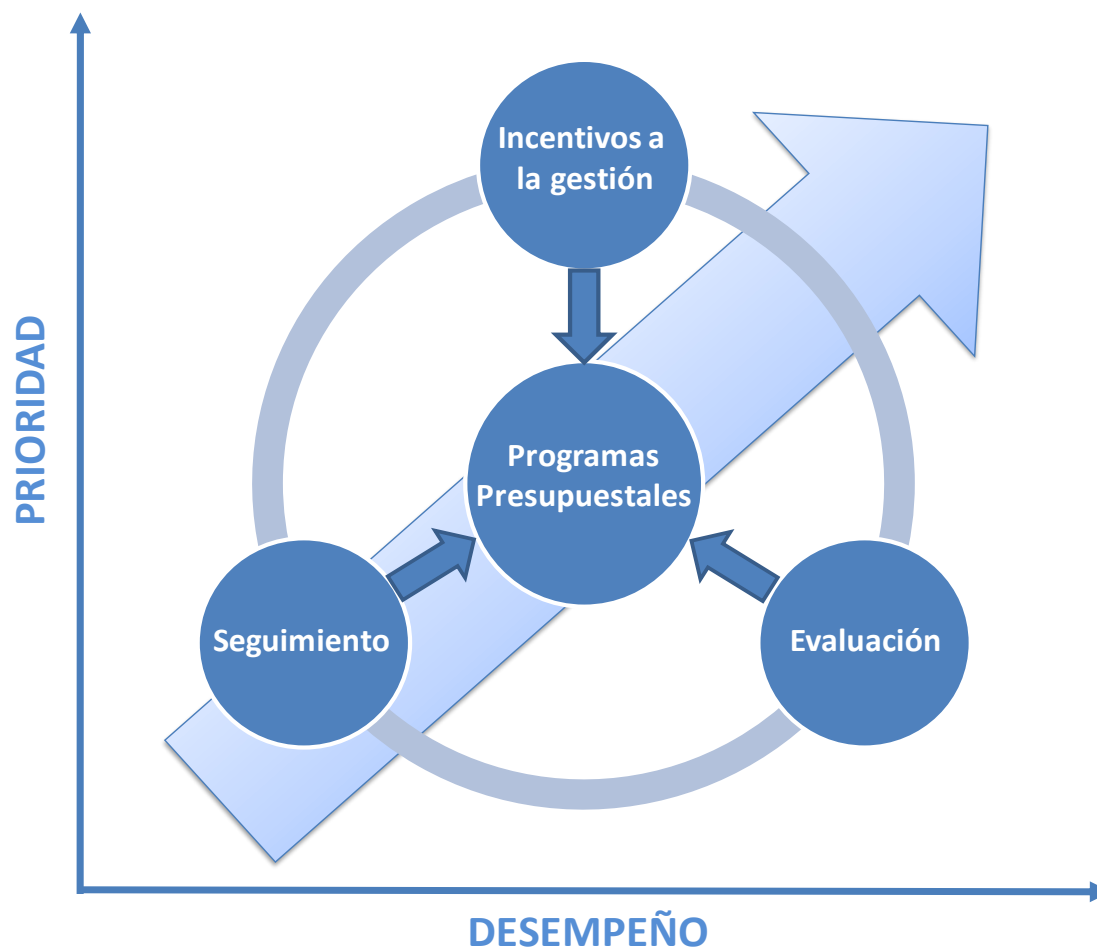 Incentivos a
la gestión
PRIORIDAD
Programas
Presupuestales
Seguimiento
Evaluación
DESEMPEÑO